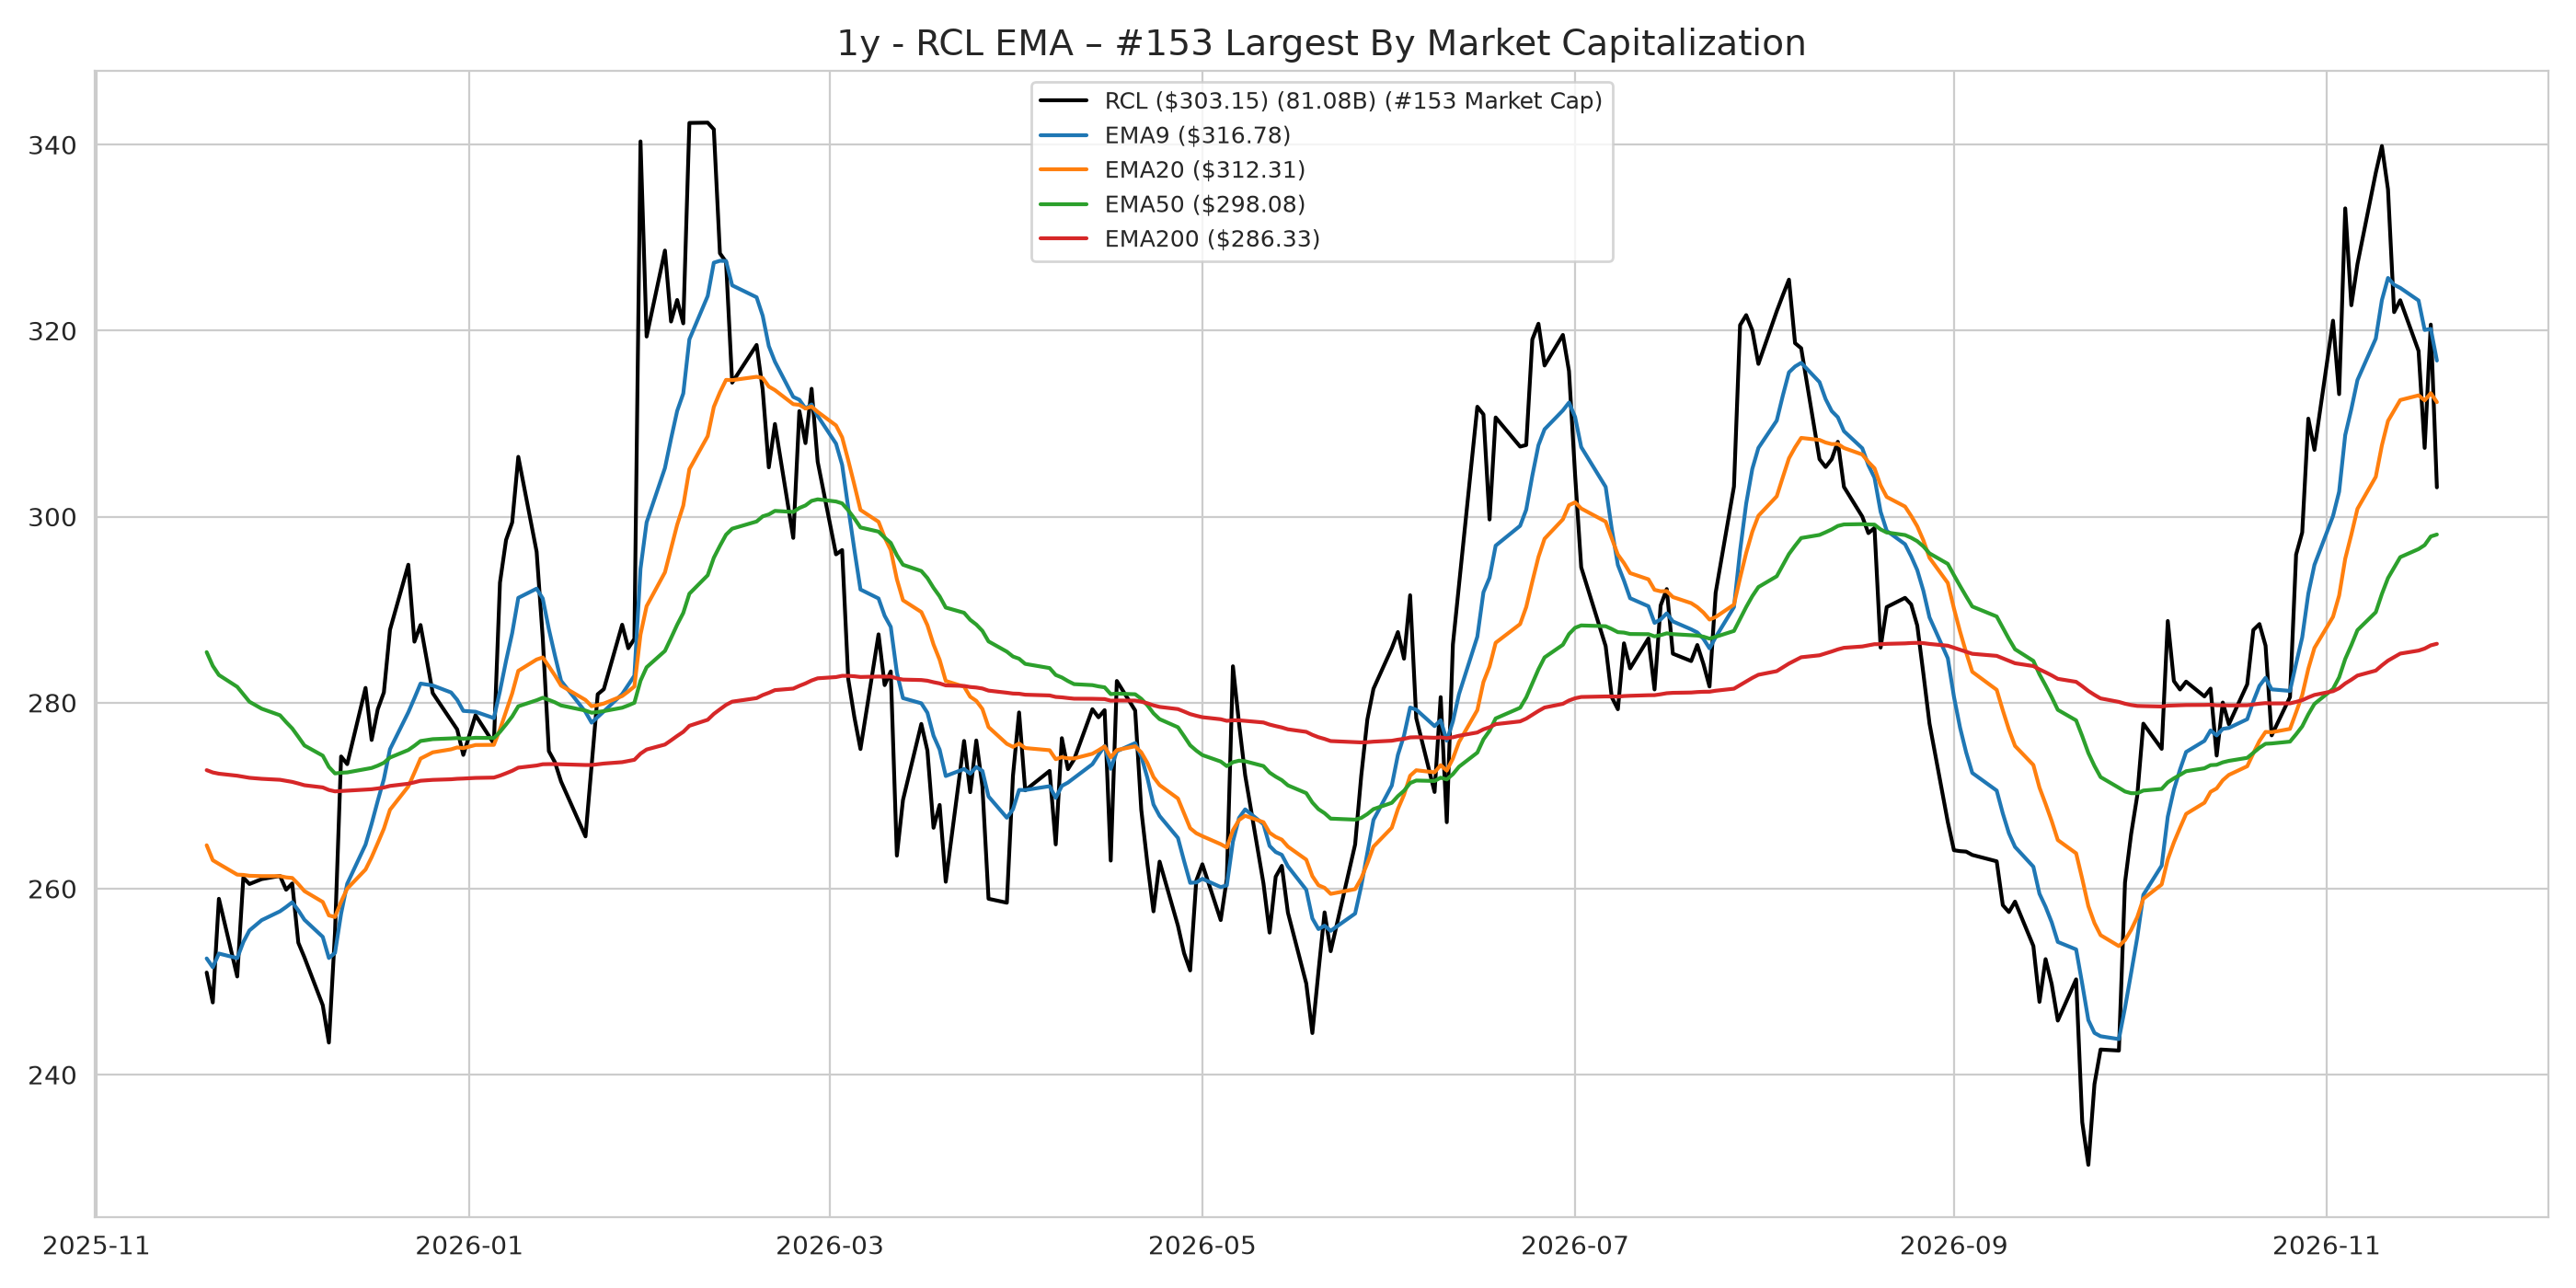 1y - RCL EMA – #153 Largest By Market Capitalization
RCL ($303.15) (81.08B) (#153 Market Cap)
EMA9 ($316.78)
EMA20 ($312.31)
EMA50 ($298.08)
EMA200 ($286.33)
340
320
300
280
260
240
2025-11 2026-01 2026-03 2026-05 2026-07 2026-09 2026-11